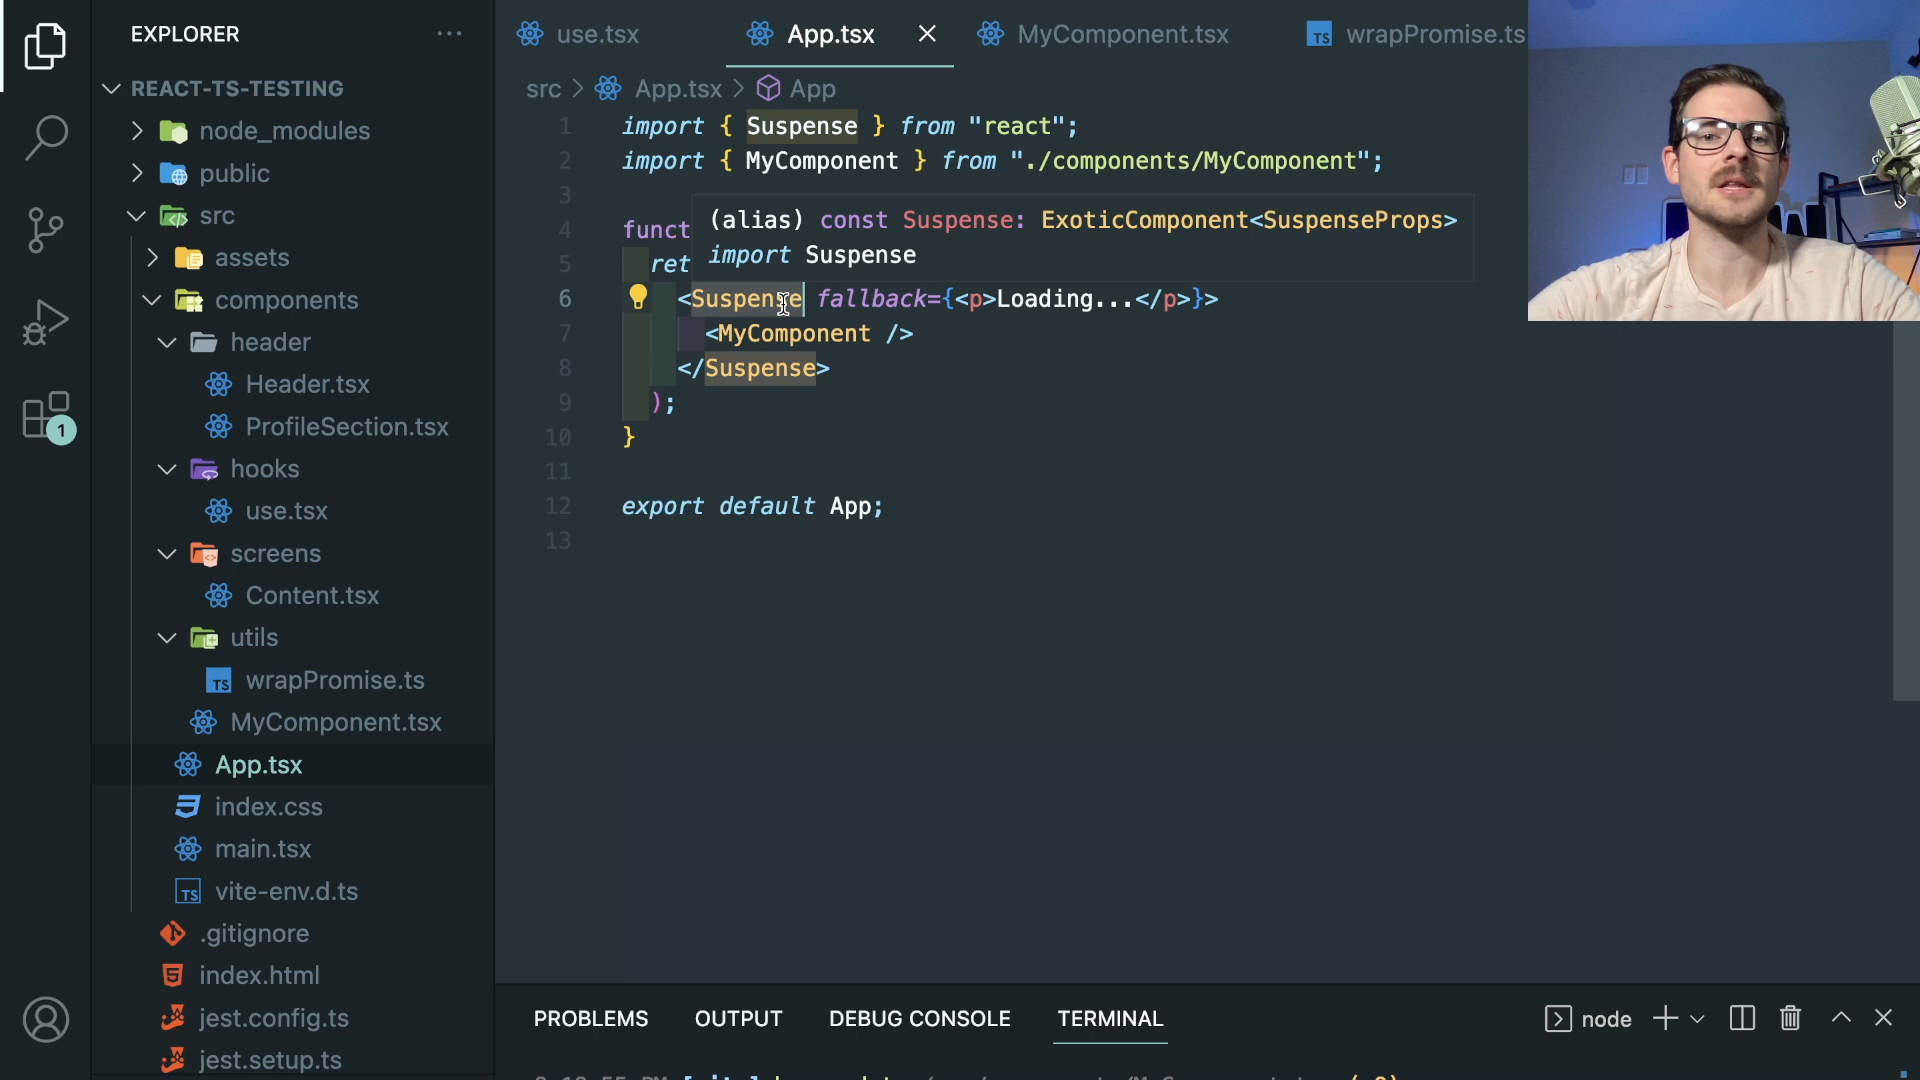 EXPLORER
REACT-TS-TESTING
node_modules
public
src
assets
components
header
Header.tsx
ProfileSection.tsx
hooks
use.tsx
screens
Content.tsx
utils
wrapPromise.ts
MyComponent.tsx
App.tsx
index.css
main.tsx
TS vite-env.d.ts
.gitignore
index.html
jest.config.ts
jest.setup.ts
1
use.tsx App.tsx MyComponent.tsx TS wrapPromise.ts
src > App.tsx > App
1 import { Suspense } from "react";
2 import { MyComponent } from "./components/MyComponent";
3
(alias) const Suspense: ExoticComponent<SuspenseProps>
import Suspense
4 funct
5 ret
6 <Suspense fallback={<p>Loading...</p>}>
7 <MyComponent />
8 </Suspense>
9 );
10 }
11
12 export default App;
13
PROBLEMS OUTPUT DEBUG CONSOLE TERMINAL node